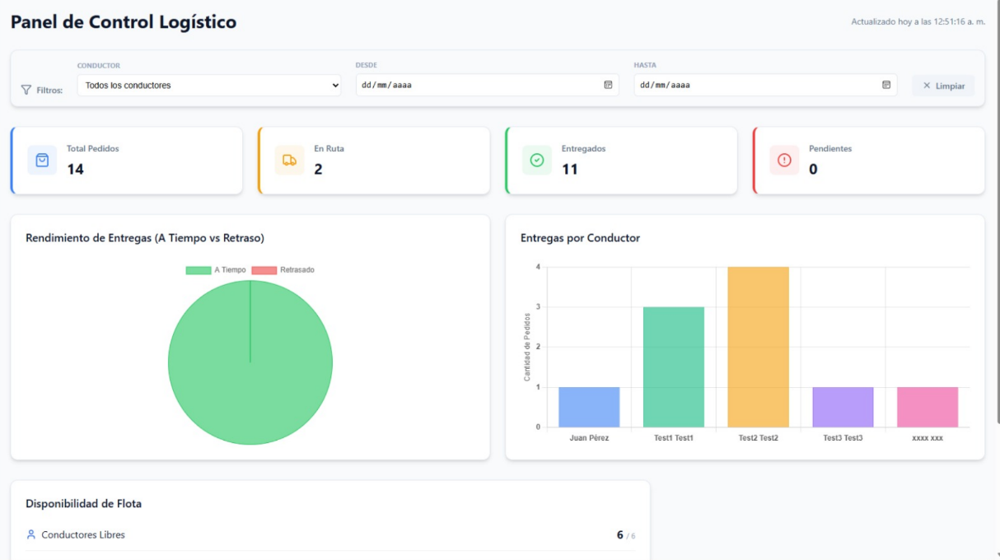 Panel de Control Logístico
Actualizado hoy a las 12:51:16 a. m.
Filtros:
CONDUCTOR
Todos los conductores
DESDE
dd/mm/aaaa
HASTA
dd/mm/aaaa
Limpiar
Total Pedidos
14
En Ruta
2
Entregados
11
Pendientes
0
Rendimiento de Entregas (A Tiempo vs Retraso)
A Tiempo Retrasado
Entregas por Conductor
Cantidad de Pedidos
4
3
2
1
0
Juan Pérez Test1 Test1 Test2 Test2 Test3 Test3 xxxx xxx
Disponibilidad de Flota
Conductores Libres 6 / 6